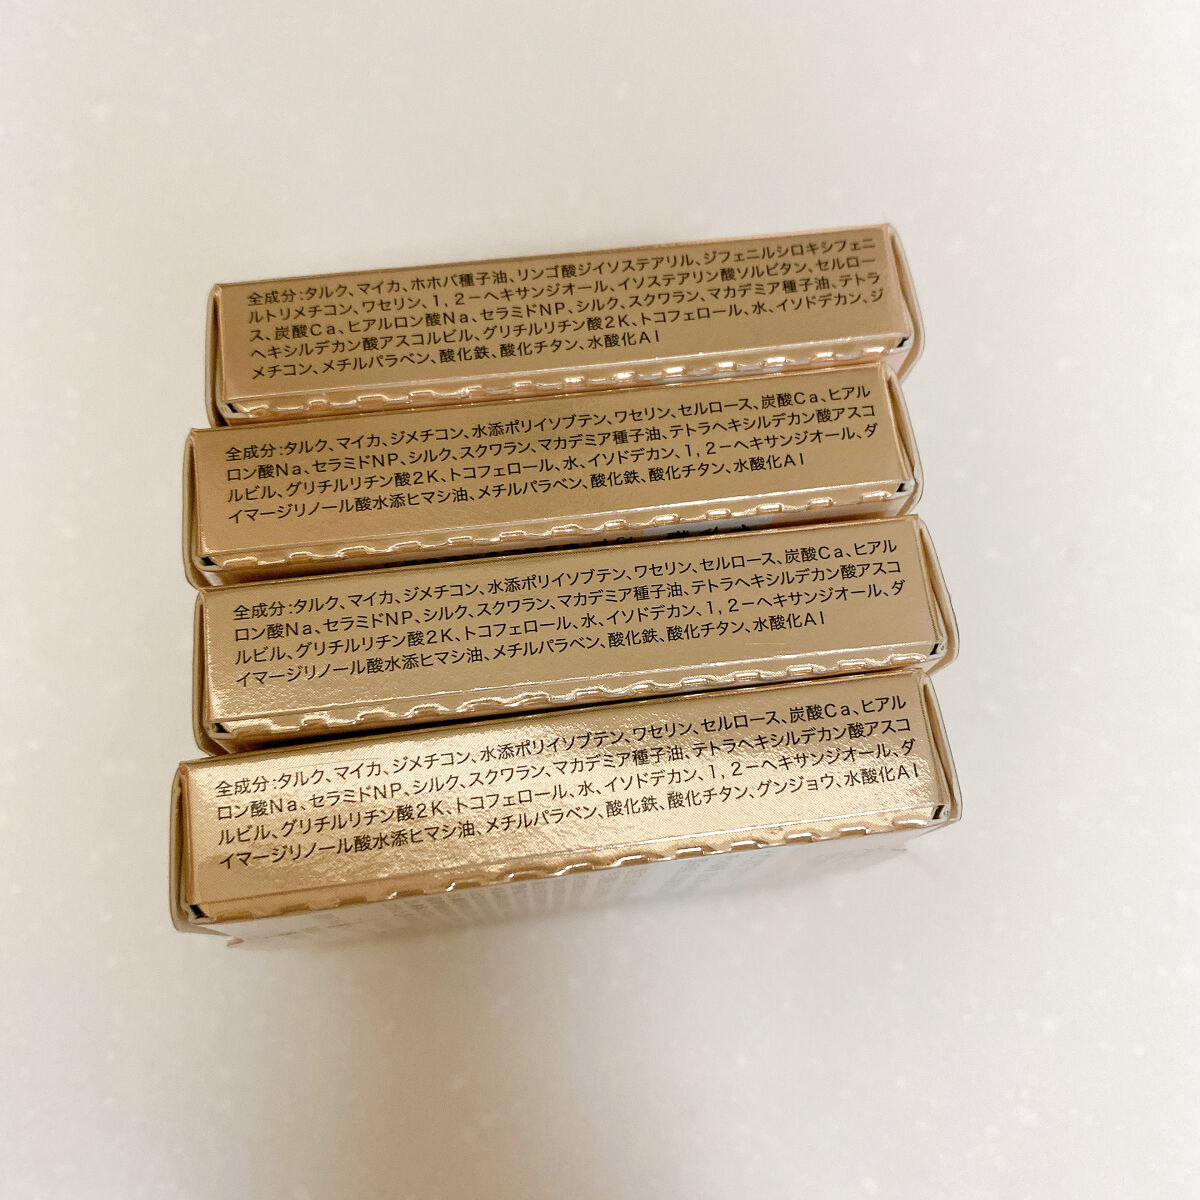 全成分:タルク、マイカ、ホホバ種子油、リンゴ酸ジイソステアリル、ジフェニルシロキシフェニ
ルトリメチコン、ワセリン、1,2－ヘキサンジオール、イソステアリン酸ソルビタン、セルロー
ス、炭酸Ca、ヒアルロン酸Na、セラミドNP、シルク、スクワラン、マカデミア種子油、テトラ
ヘキシルデカン酸アスコルビル、グリチルリチン酸2K、トコフェロール、水、イソドデカン、ジ
メチコン、メチルパラベン、酸化鉄、酸化チタン、水酸化Al
全成分:タルク、マイカ、ジメチコン、水添ポリイソブテン、ワセリン、セルロース、炭酸Ca、ヒアル
ロン酸Na、セラミドNP、シルク、スクワラン、マカデミア種子油、テトラヘキシルデカン酸アスコ
ルビル、グリチルリチン酸2K、トコフェロール、水、イソドデカン、1,2－ヘキサンジオール、ダ
イマージリノール酸水添ヒマシ油、メチルパラベン、酸化鉄、酸化チタン、水酸化Al
全成分:タルク、マイカ、ジメチコン、水添ポリイソブテン、ワセリン、セルロース、炭酸Ca、ヒアル
ロン酸Na、セラミドNP、シルク、スクワラン、マカデミア種子油、テトラヘキシルデカン酸アスコ
ルビル、グリチルリチン酸2K、トコフェロール、水、イソドデカン、1,2－ヘキサンジオール、ダ
イマージリノール酸水添ヒマシ油、メチルパラベン、酸化鉄、酸化チタン、水酸化Al
全成分:タルク、マイカ、ジメチコン、水添ポリイソブテン、ワセリン、セルロース、炭酸Ca、ヒアル
ロン酸Na、セラミドNP、シルク、スクワラン、マカデミア種子油、テトラヘキシルデカン酸アスコ
ルビル、グリチルリチン酸2K、トコフェロール、水、イソドデカン、1,2－ヘキサンジオール、ダ
イマージリノール酸水添ヒマシ油、メチルパラベン、酸化鉄、酸化チタン、グンジョウ、水酸化Al